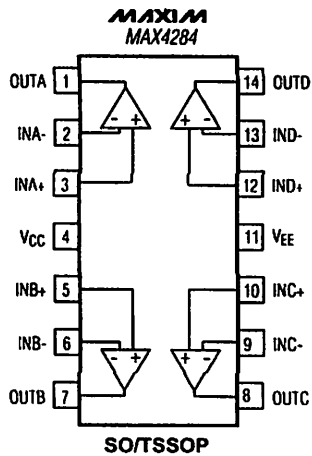 MAXIM
MAX4284
OUTA 1 14 OUTD
INA- 2 - + + - 13 IND-
INA+ 3 12 IND+
VCC 4 11 VEE
INB+ 5 10 INC+
INB- 6 - + + - 9 INC-
OUTB 7 8 OUTC
SO/TSSOP